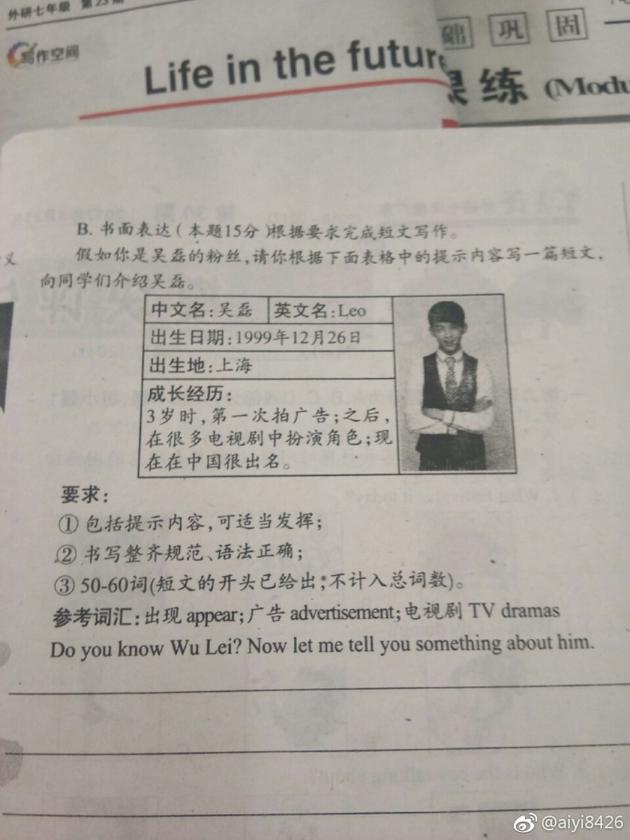 外研七年级 第23期
写作空间
Life in the future
础 巩 固
课 练 (Modu
B. 书面表达(本题15分)根据要求完成短文写作。
假如你是吴磊的粉丝,请你根据下面表格中的提示内容写一篇短文,
向同学们介绍吴磊。
中文名:吴磊 英文名:Leo
出生日期:1999年12月26日
出生地:上海
成长经历:
3岁时,第一次拍广告;之后,
在很多电视剧中扮演角色;现
在在中国很出名。
要求:
① 包括提示内容,可适当发挥;
② 书写整齐规范、语法正确;
③ 50-60词(短文的开头已给出;不计入总词数)。
参考词汇:出现 appear;广告 advertisement;电视剧 TV dramas
Do you know Wu Lei? Now let me tell you something about him.
@aiyi8426